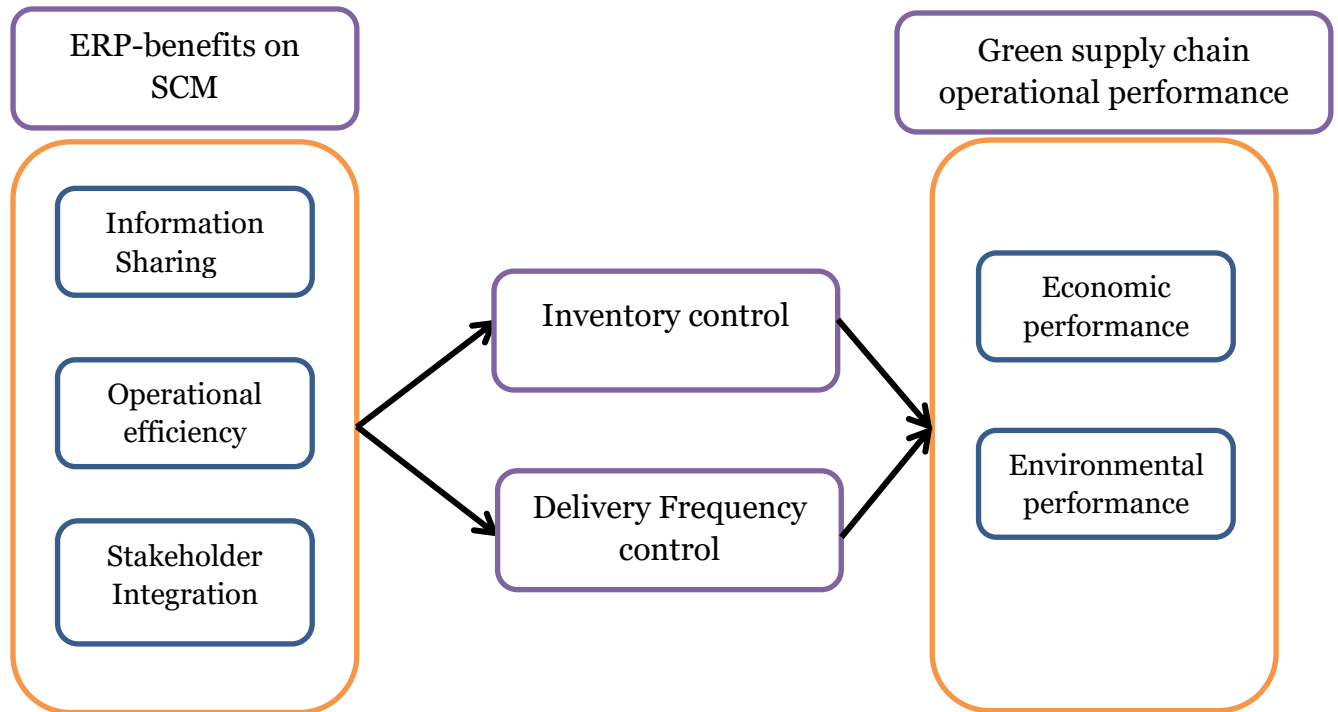 ERP-benefits on
SCM
Information
Sharing
Operational
efficiency
Stakeholder
Integration
Inventory control
Delivery Frequency
control
Green supply chain
operational performance
Economic
performance
Environmental
performance